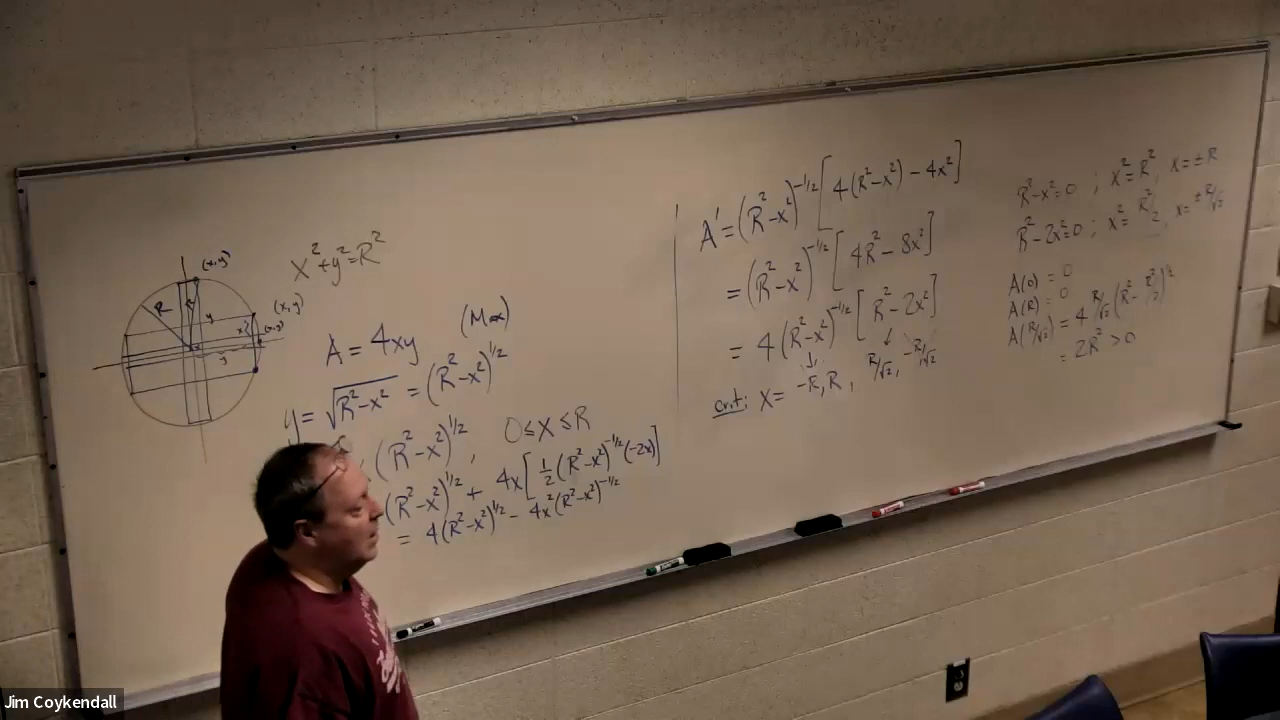 x²+y²=R²
(x,y)
R
y
(x,y)
x
(x,y)
y
A = 4xy (Max)
y = √R²-x² = (R²-x²)^1/2
(R²-x²)^1/2, 0≤x≤R
(R²-x²)^1/2 + 4x[1/2(R²-x²)^-1/2(-2x)]
= 4(R²-x²)^1/2 - 4x²(R²-x²)^-1/2
A' = (R²-x²)^-1/2[4(R²-x²) - 4x²]
= (R²-x²)^-1/2[4R² - 8x²]
= 4(R²-x²)^-1/2[R²-2x²]
crit: x = -R, R, R/√2, -R/√2
R²-x²=0 ; x²=R², x=±R
R²-2x²=0 ; x²=R²/2, x=±R/√2
A(0) = 0
A(R) = 0
A(R/√2) = 4 R/√2 (R²-R²/2)^1/2
= 2R² > 0
Jim Coykendall